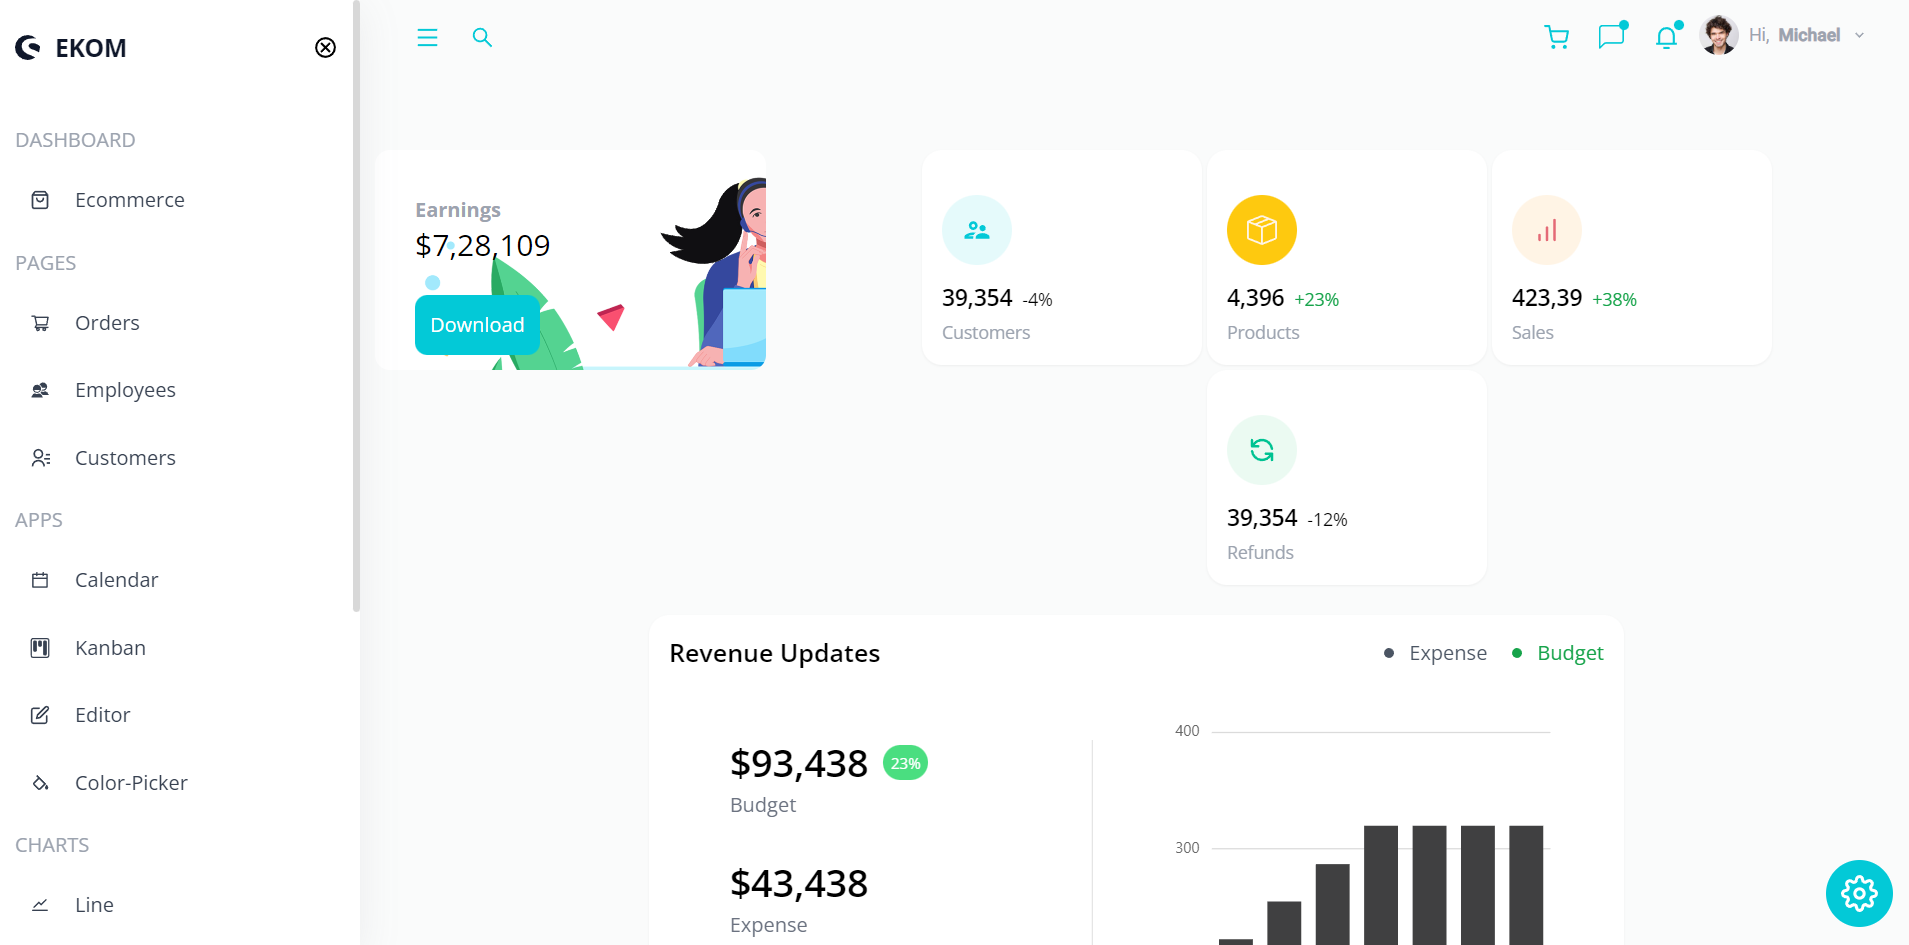 EKOM
DASHBOARD
Ecommerce
PAGES
Orders
Employees
Customers
APPS
Calendar
Kanban
Editor
Color-Picker
CHARTS
Line
Hi, Michael
Earnings
$7,28,109
Download
39,354 -4%
Customers
4,396 +23%
Products
423,39 +38%
Sales
39,354 -12%
Refunds
Revenue Updates
Expense
Budget
$93,438 23%
Budget
$43,438
Expense
400
300